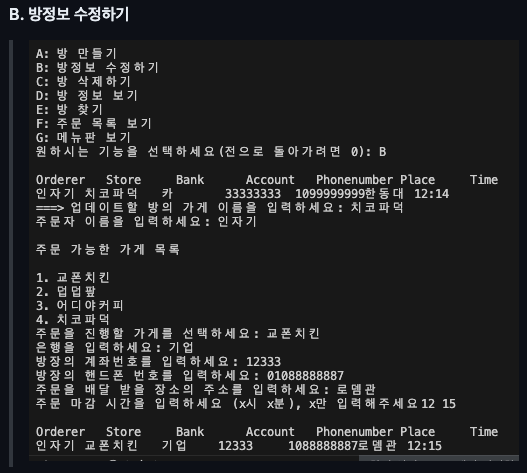 B. 방정보 수정하기
A: 방 만들기
B: 방정보 수정하기
C: 방 삭제하기
D: 방 정보 보기
E: 방 찾기
F: 주문 목록 보기
G: 메뉴판 보기
원하시는 기능을 선택하세요(전으로 돌아가려면 0): B
Orderer Store Bank Account Phonenumber Place Time
인자기 치코파덕 카 33333333 1099999999한동대 12:14
===> 업데이트할 방의 가게 이름을 입력하세요: 치코파덕
주문자 이름을 입력하세요: 인자기
주문 가능한 가게 목록
1. 교폰치킨
2. 덥덥팦
3. 어디야커피
4. 치코파덕
주문을 진행할 가게를 선택하세요: 교폰치킨
은행을 입력하세요: 기업
방장의 계좌번호를 입력하세요: 12333
방장의 핸드폰 번호를 입력하세요: 01088888887
주문을 배달 받을 장소의 주소를 입력하세요: 로뎀관
주문 마감 시간을 입력하세요 (x시 x분), x만 입력해주세요12 15
Orderer Store Bank Account Phonenumber Place Time
인자기 교폰치킨 기업 12333 1088888887로뎀관 12:15